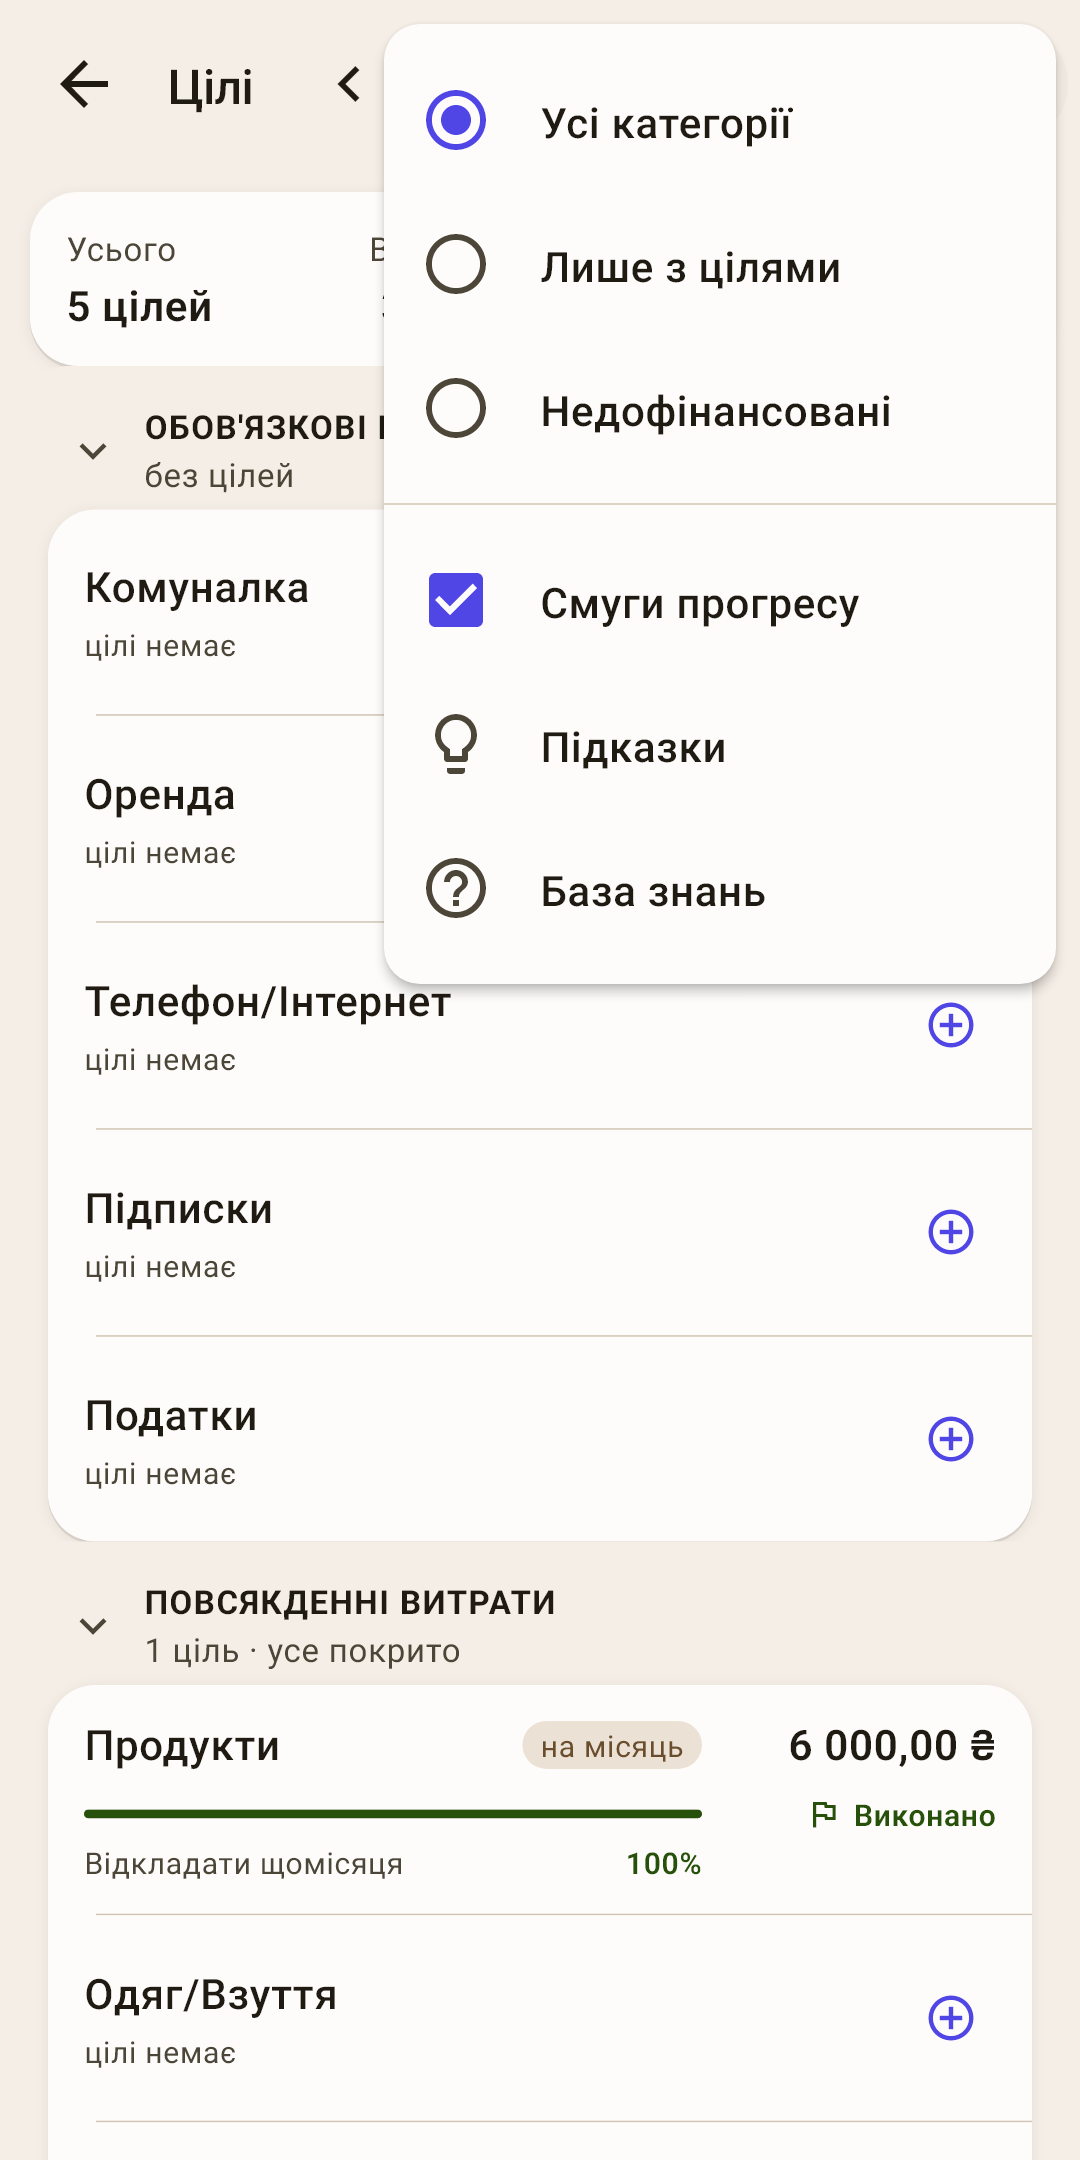 Цілі
Усі категорії
Лише з цілями
Недофінансовані
Смуги прогресу
Підказки
База знань
Усього
5 цілей
ОБОВ'ЯЗКОВІ
без цілей
Комуналка
цілі немає
Оренда
цілі немає
Телефон/Інтернет
цілі немає
Підписки
цілі немає
Податки
цілі немає
ПОВСЯКДЕННІ ВИТРАТИ
1 ціль · усе покрито
Продукти
на місяць
6 000,00 ₴
Виконано
Відкладати щомісяця
100%
Одяг/Взуття
цілі немає